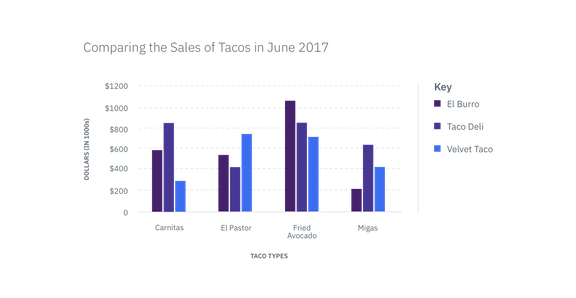 Comparing the Sales of Tacos in June 2017
$1200
$1000
$800
$600
$400
$200
0
DOLLARS (IN 1000s)
Carnitas
El Pastor
Fried
Avocado
Migas
TACO TYPES
Key
El Burro
Taco Deli
Velvet Taco